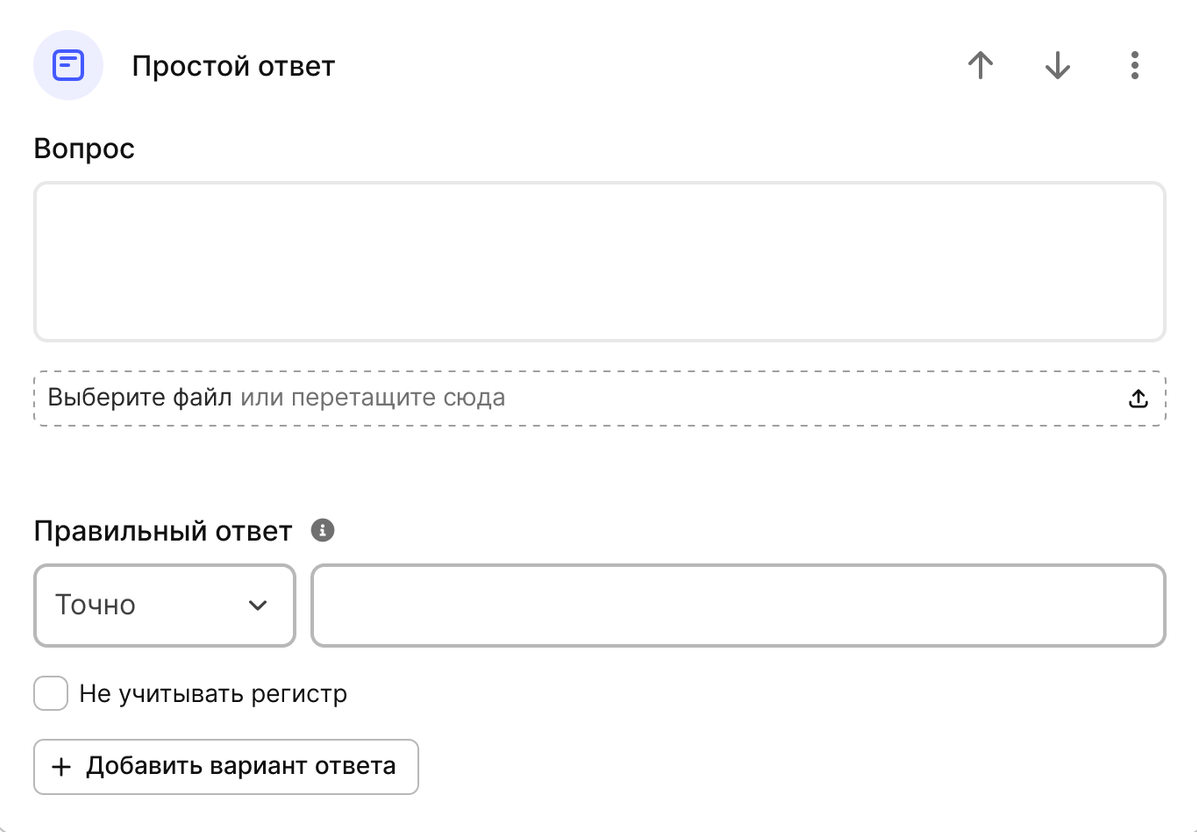 Простой ответ
Вопрос
Выберите файл или перетащите сюда
Правильный ответ
Точно
Не учитывать регистр
+ Добавить вариант ответа